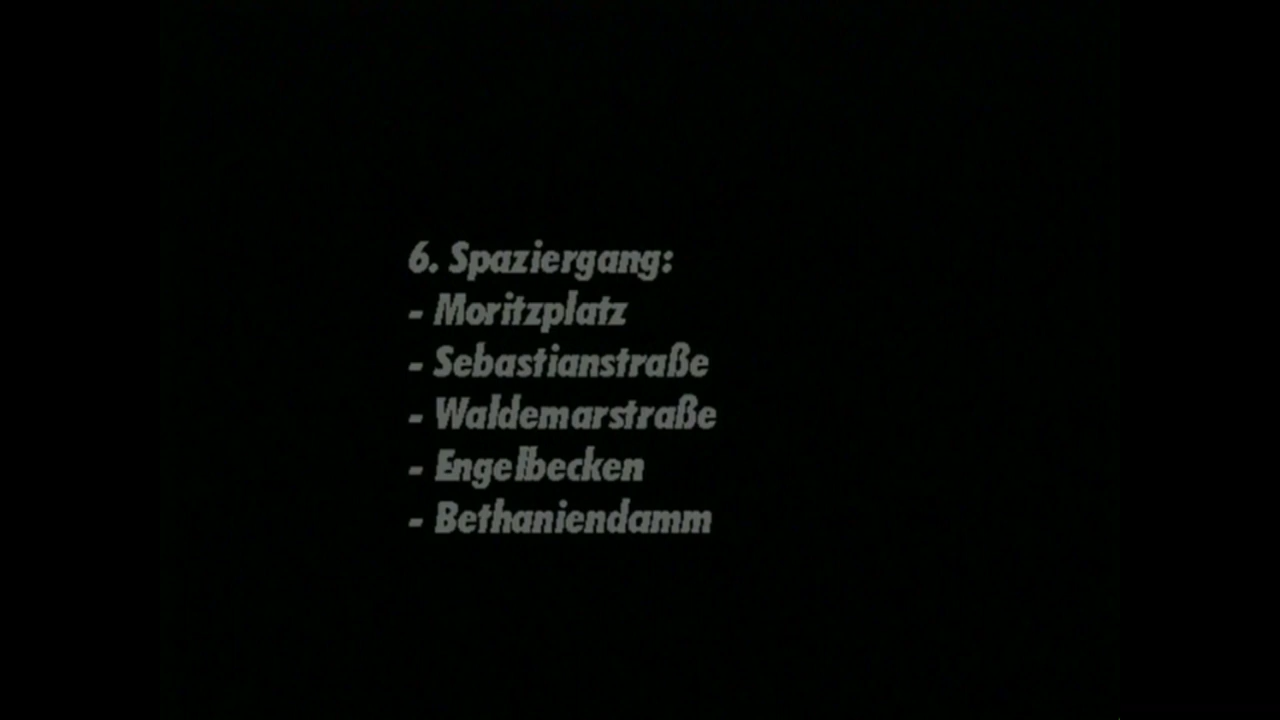 6. Spaziergang:
- Moritzplatz
- Sebastianstraße
- Waldemarstraße
- Engelbecken
- Bethaniendamm